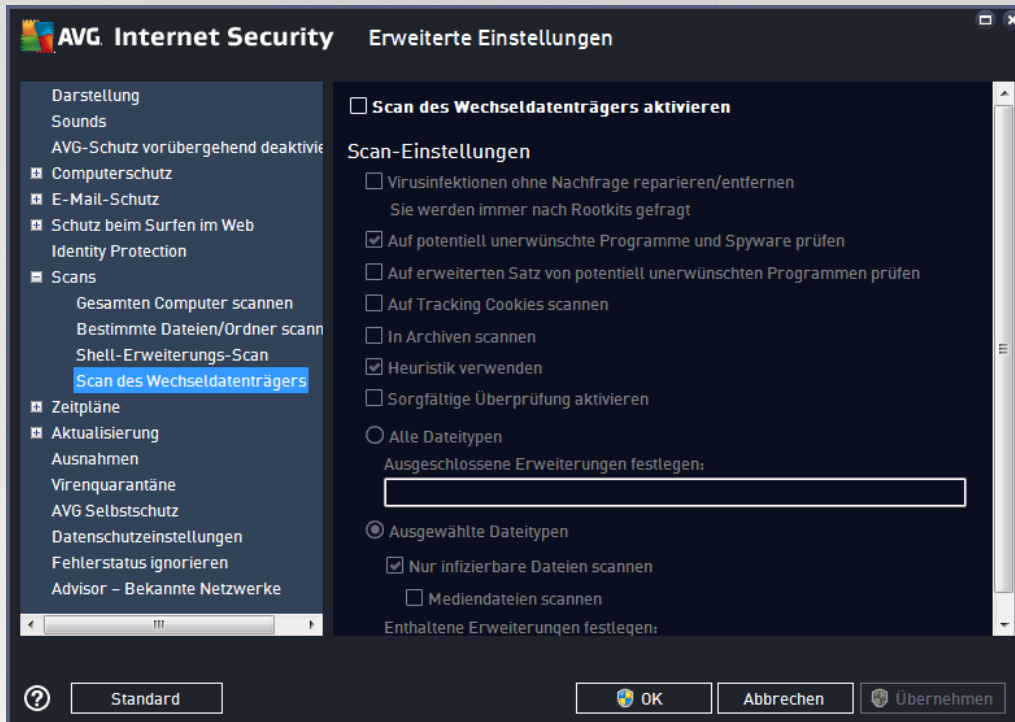 AVG. Internet Security Erweiterte Einstellungen
Darstellung
Sounds
AVG-Schutz vorübergehend deaktivie
Computerschutz
E-Mail-Schutz
Schutz beim Surfen im Web
Identity Protection
Scans
Gesamten Computer scannen
Bestimmte Dateien/Ordner scann
Shell-Erweiterungs-Scan
Scan des Wechseldatenträgers
Zeitpläne
Aktualisierung
Ausnahmen
Virenquarantäne
AVG Selbstschutz
Datenschutzeinstellungen
Fehlerstatus ignorieren
Advisor – Bekannte Netzwerke
Scan des Wechseldatenträgers aktivieren
Scan-Einstellungen
Virusinfektionen ohne Nachfrage reparieren/entfernen
Sie werden immer nach Rootkits gefragt
Auf potentiell unerwünschte Programme und Spyware prüfen
Auf erweiterten Satz von potentiell unerwünschten Programmen prüfen
Auf Tracking Cookies scannen
In Archiven scannen
Heuristik verwenden
Sorgfältige Überprüfung aktivieren
Alle Dateitypen
Ausgeschlossene Erweiterungen festlegen:
Ausgewählte Dateitypen
Nur infizierbare Dateien scannen
Mediendateien scannen
Enthaltene Erweiterungen festlegen:
Standard
OK
Abbrechen
Übernehmen